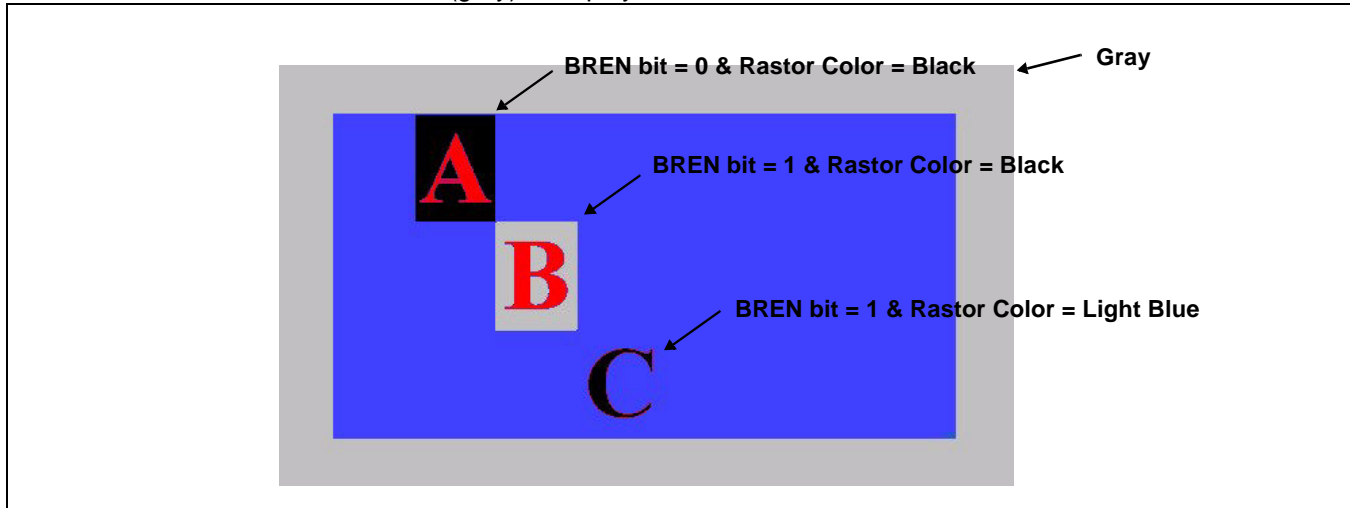 BREN bit = 0 & Rastor Color = Black
Gray
A
BREN bit = 1 & Rastor Color = Black
B
BREN bit = 1 & Rastor Color = Light Blue
C